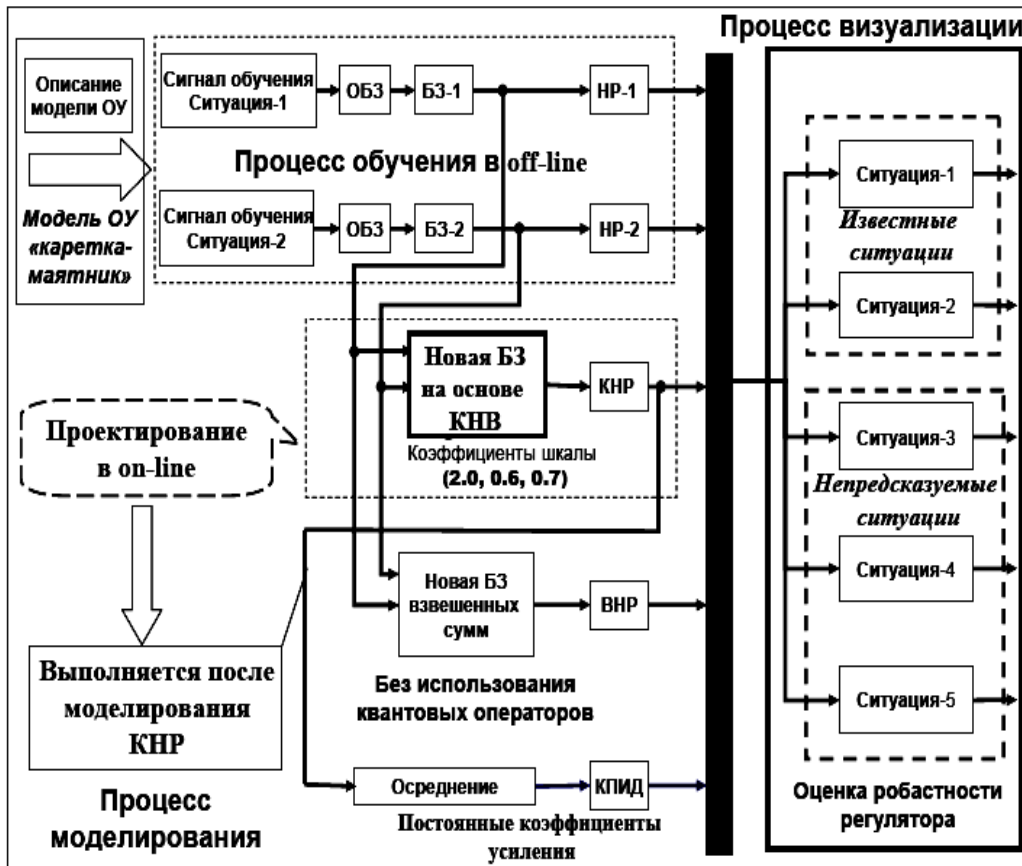 Процесс визуализации
Описание
модели ОУ
Модель ОУ
«каретка-
маятник»
Сигнал обучения
Ситуация-1
ОБЗ
БЗ-1
НР-1
Процесс обучения в off-line
Сигнал обучения
Ситуация-2
ОБЗ
БЗ-2
НР-2
Новая БЗ
на основе
КНВ
КНР
Коэффициенты шкалы
(2.0, 0.6, 0.7)
Проектирование
в on-line
Новая БЗ
взвешенных
сумм
ВНР
Без использования
квантовых операторов
Выполняется после
моделирования
КНР
Процесс
моделирования
Осреднение
КПИД
Постоянные коэффициенты
усиления
Ситуация-1
Известные
ситуации
Ситуация-2
Ситуация-3
Непредсказуемые
ситуации
Ситуация-4
Ситуация-5
Оценка робастности
регулятора